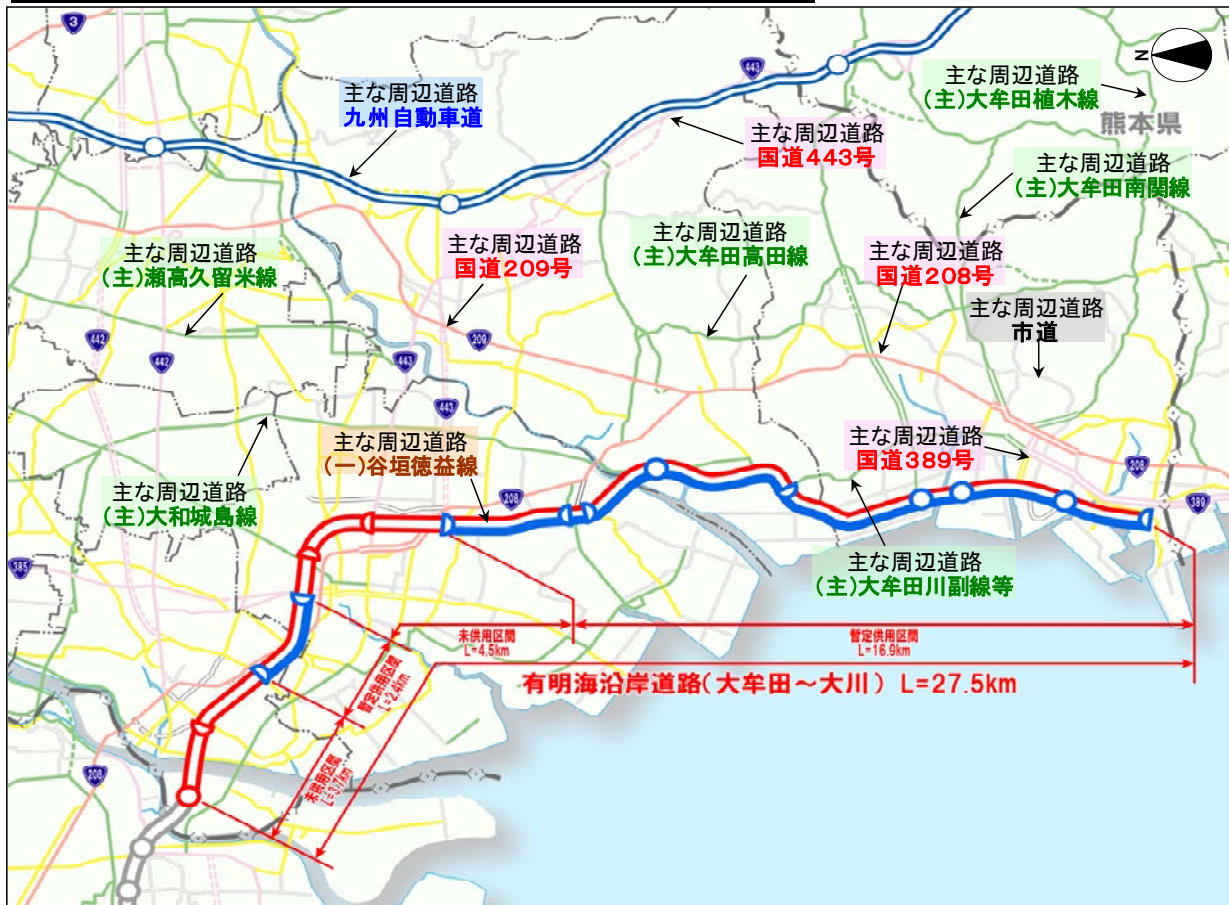 3
443
N
主な周辺道路
(主)大牟田植木線
熊本県
主な周辺道路
九州自動車道
主な周辺道路
国道443号
主な周辺道路
(主)大牟田南関線
主な周辺道路
(主)瀬高久留米線
主な周辺道路
国道209号
主な周辺道路
(主)大牟田高田線
主な周辺道路
国道208号
主な周辺道路
市道
442
442
443
209
443
主な周辺道路
(一)谷垣徳益線
主な周辺道路
国道389号
208
主な周辺道路
(主)大和城島線
208
389
385
主な周辺道路
(主)大牟田川副線等
未供用区間
L=4.5km
暫定供用区間
L=16.9km
暫定供用区間
L=2.4km
有明海沿岸道路(大牟田～大川) L=27.5km
未供用区間
L=3.7km
208